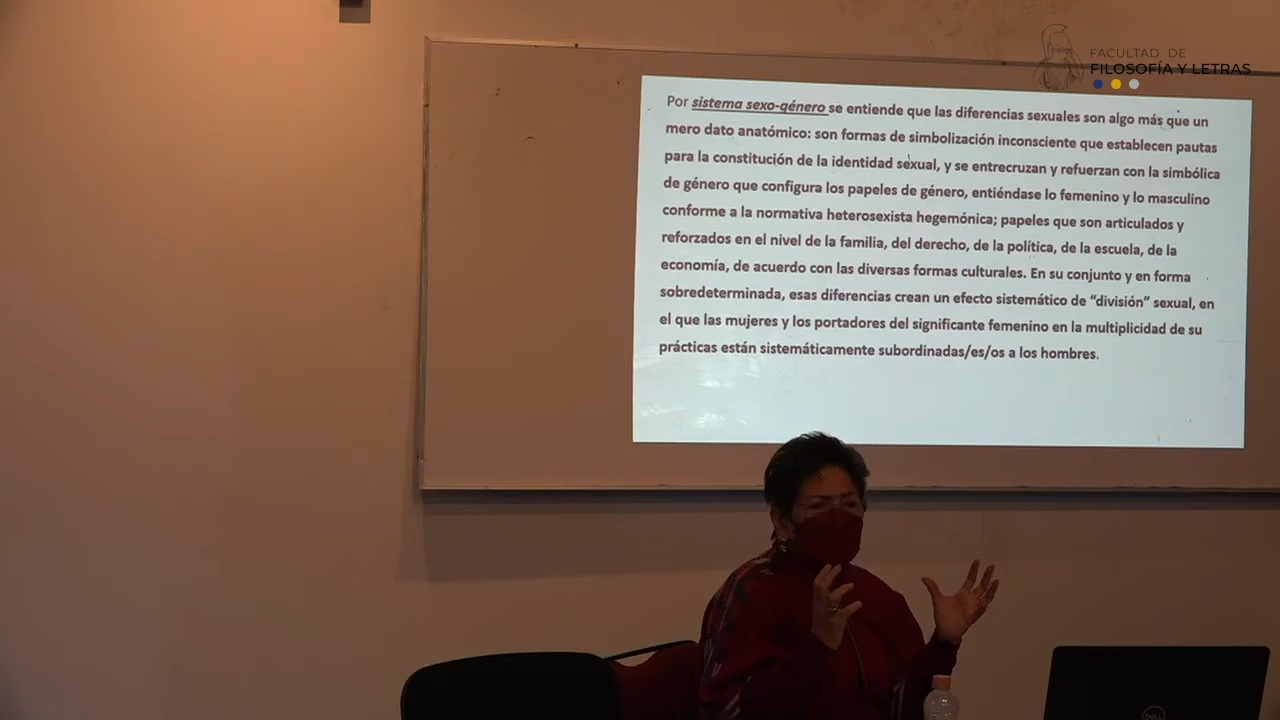 FACULTAD DE
FILOSOFÍA Y LETRAS
Por sistema sexo-género se entiende que las diferencias sexuales son algo más que un
mero dato anatómico: son formas de simbolización inconsciente que establecen pautas
para la constitución de la identidad sexual, y se entrecruzan y refuerzan con la simbólica
de género que configura los papeles de género, entiéndase lo femenino y lo masculino
conforme a la normativa heterosexista hegemónica; papeles que son articulados y
reforzados en el nivel de la familia, del derecho, de la política, de la escuela, de la
economía, de acuerdo con las diversas formas culturales. En su conjunto y en forma
sobredeterminada, esas diferencias crean un efecto sistemático de “división” sexual, en
el que las mujeres y los portadores del significante femenino en la multiplicidad de su
prácticas están sistemáticamente subordinadas/es/os a los hombres.
DELL